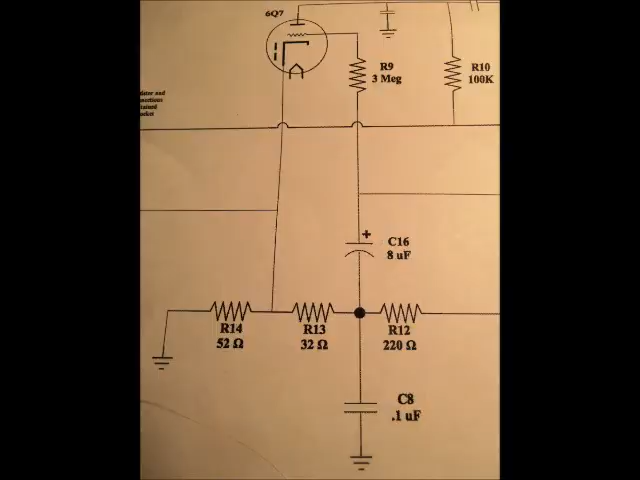 6Q7
R9
3 Meg
R10
100K
+
C16
8 uF
R14
52 Ω
R13
32 Ω
R12
220 Ω
C8
.1 uF